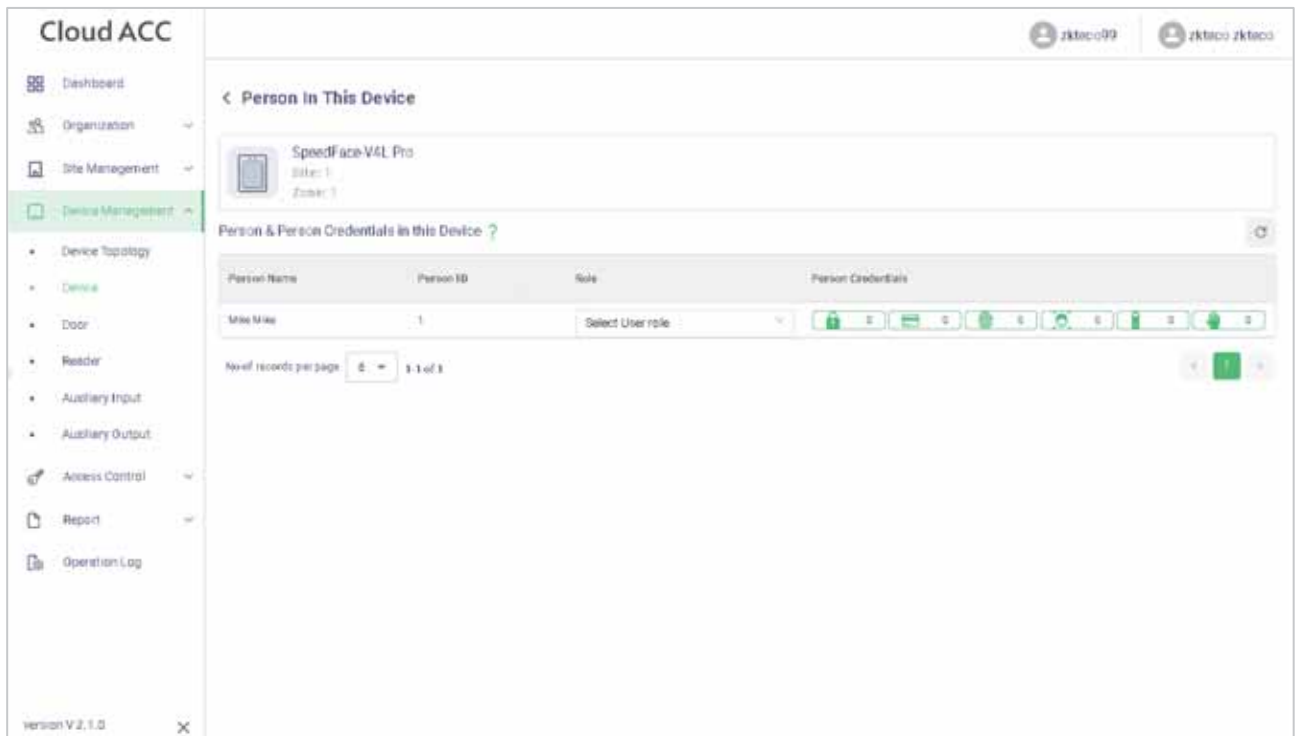 Cloud ACC
zkteco99
zkteco zkteco
Dashboard
Organization
Site Management
Device Management
Device Topology
Device
Door
Reader
Auxiliary Input
Auxiliary Output
Access Control
Report
Operation Log
version V 2.1.0
< Person In This Device
SpeedFace-V4L Pro
Site: 1
Zone: 1
Person & Person Credentials in this Device ?
Person Name Person ID Role Person Credentials
Mike Mike 1 Select User role
No of records per page 6 1-1 of 1
1